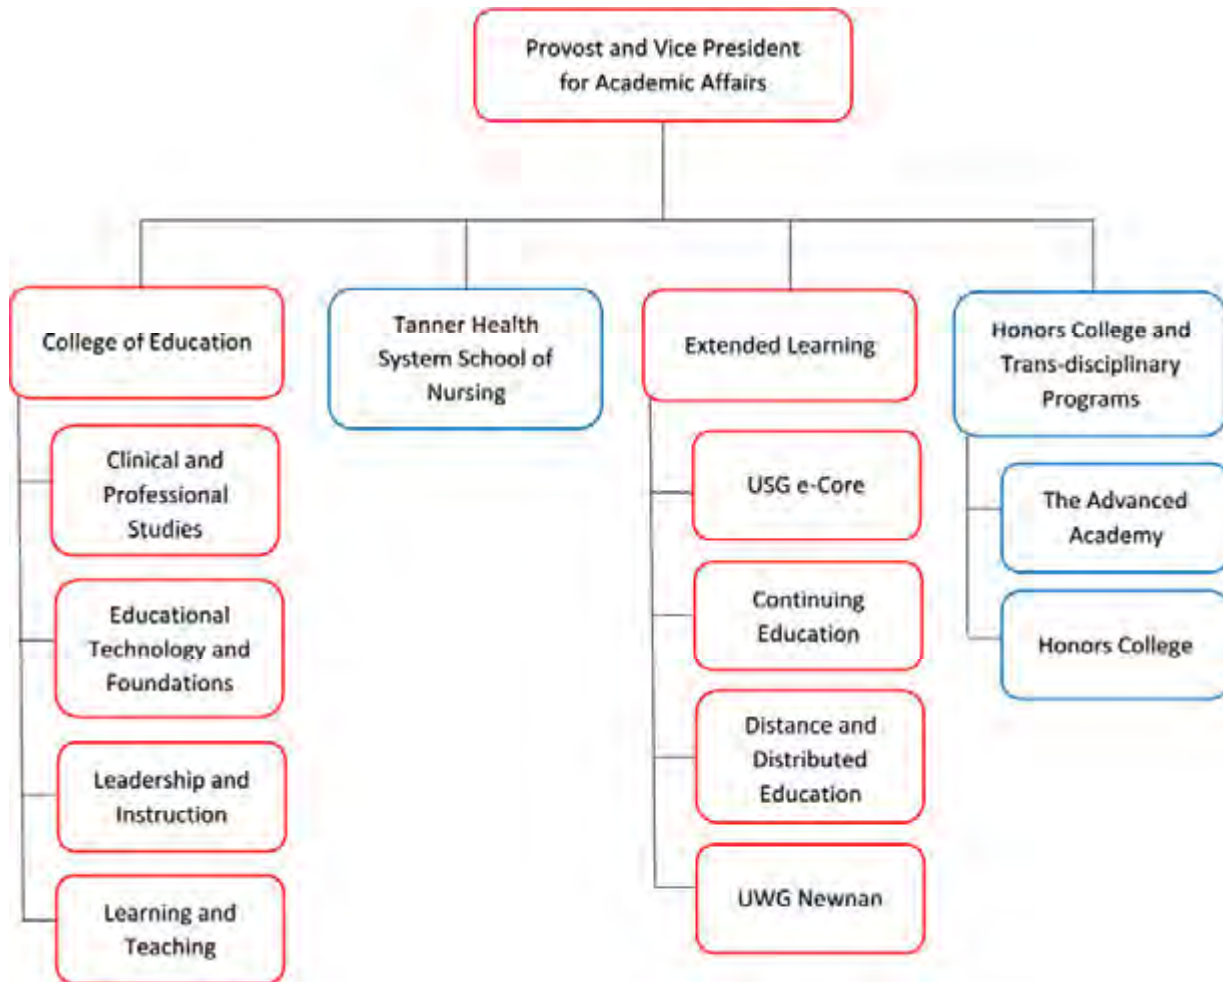 Provost and Vice President
for Academic Affairs
College of Education
Clinical and
Professional
Studies
Educational
Technology and
Foundations
Leadership and
Instruction
Learning and
Teaching
Tanner Health
System School of
Nursing
Extended Learning
USG e-Core
Continuing
Education
Distance and
Distributed
Education
UWG Newnan
Honors College and
Trans-disciplinary
Programs
The Advanced
Academy
Honors College